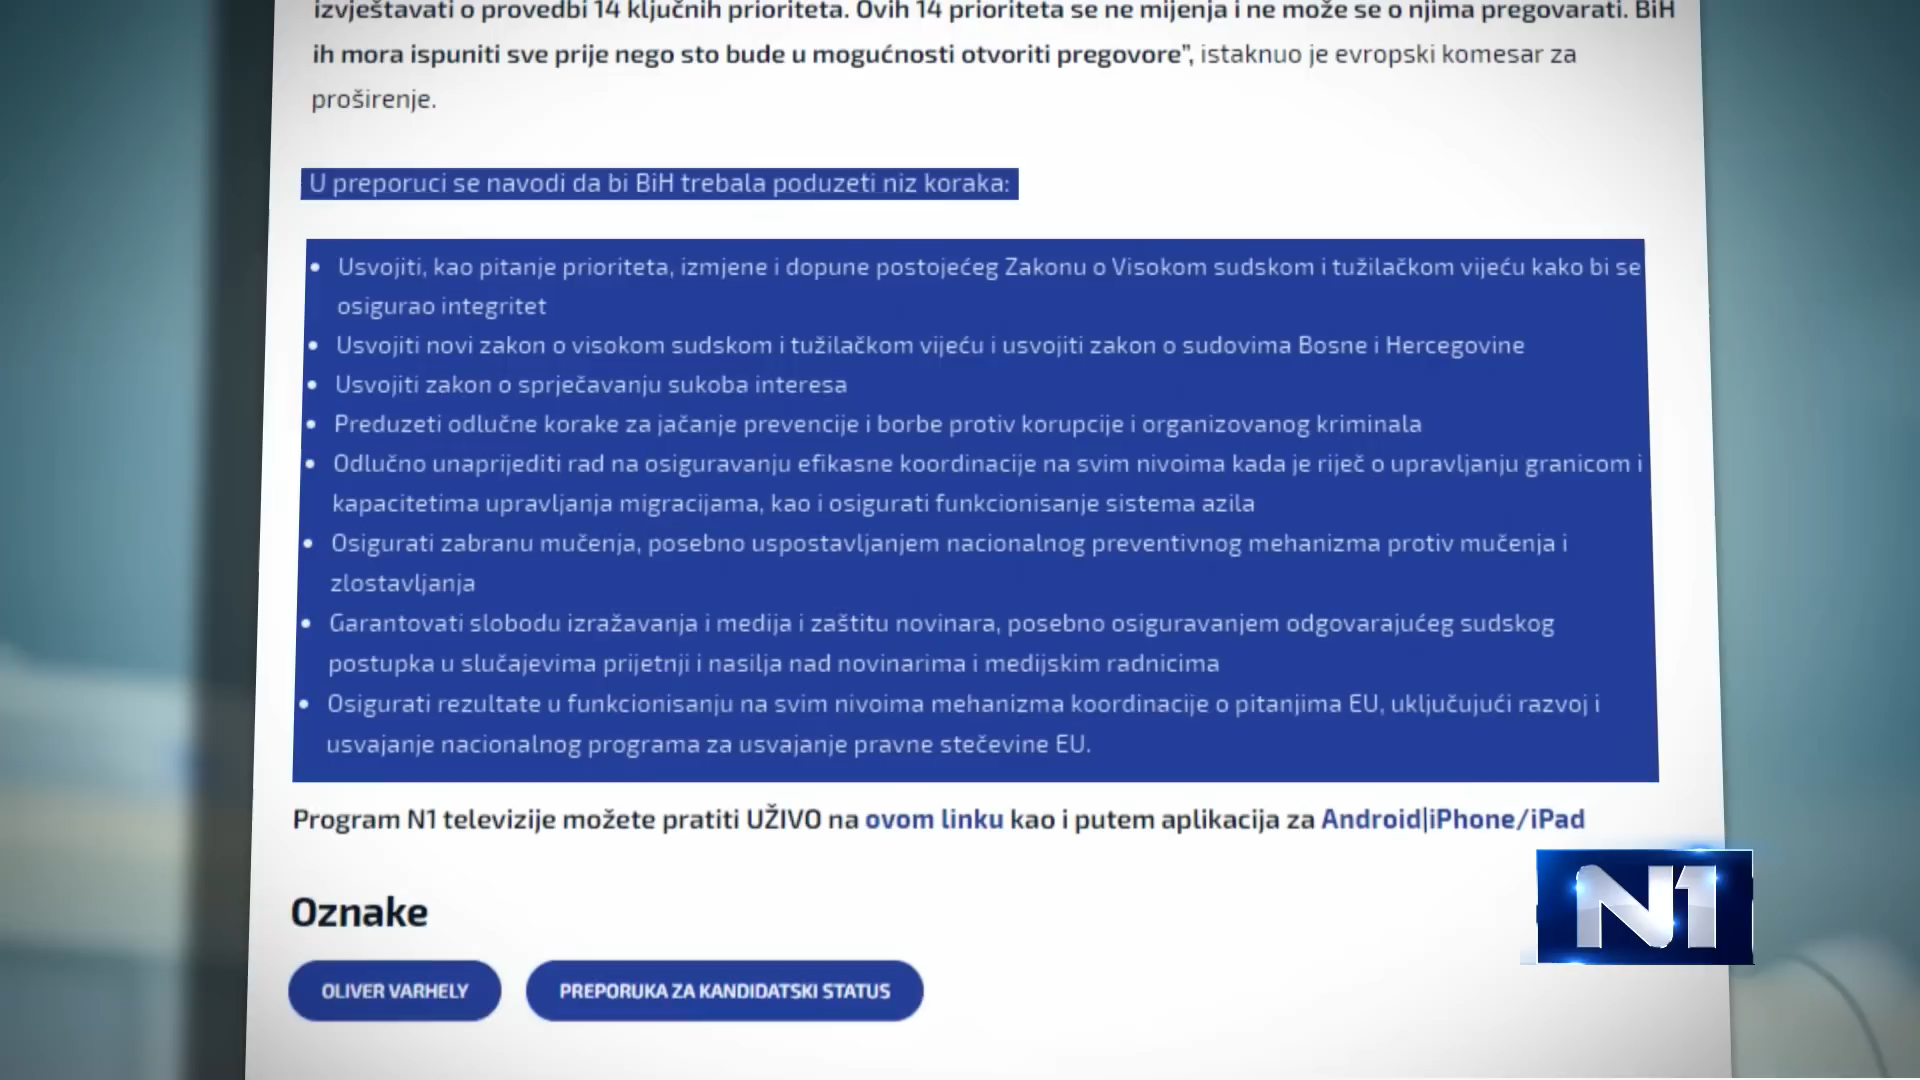 izvještavati o provedbi 14 ključnih prioriteta. Ovih 14 prioriteta se ne mijenja i ne može se o njima pregovarati. BiH
ih mora ispuniti sve prije nego sto bude u mogućnosti otvoriti pregovore”, istaknuo je evropski komesar za
proširenje.
U preporuci se navodi da bi BiH trebala poduzeti niz koraka:
• Usvojiti, kao pitanje prioriteta, izmjene i dopune postojećeg Zakonu o Visokom sudskom i tužilačkom vijeću kako bi se
osigurao integritet
• Usvojiti novi zakon o visokom sudskom i tužilačkom vijeću i usvojiti zakon o sudovima Bosne i Hercegovine
• Usvojiti zakon o sprječavanju sukoba interesa
• Preduzeti odlučne korake za jačanje prevencije i borbe protiv korupcije i organizovanog kriminala
• Odlučno unaprijediti rad na osiguravanju efikasne koordinacije na svim nivoima kada je riječ o upravljanju granicom i
kapacitetima upravljanja migracijama, kao i osigurati funkcionisanje sistema azila
• Osigurati zabranu mučenja, posebno uspostavljanjem nacionalnog preventivnog mehanizma protiv mučenja i
zlostavljanja
• Garantovati slobodu izražavanja i medija i zaštitu novinara, posebno osiguravanjem odgovarajućeg sudskog
postupka u slučajevima prijetnji i nasilja nad novinarima i medijskim radnicima
• Osigurati rezultate u funkcionisanju na svim nivoima mehanizma koordinacije o pitanjima EU, uključujući razvoj i
usvajanje nacionalnog programa za usvajanje pravne stečevine EU.
Program N1 televizije možete pratiti UŽIVO na ovom linku kao i putem aplikacija za Android|iPhone/iPad
N1
Oznake
OLIVER VARHELY PREPORUKA ZA KANDIDATSKI STATUS